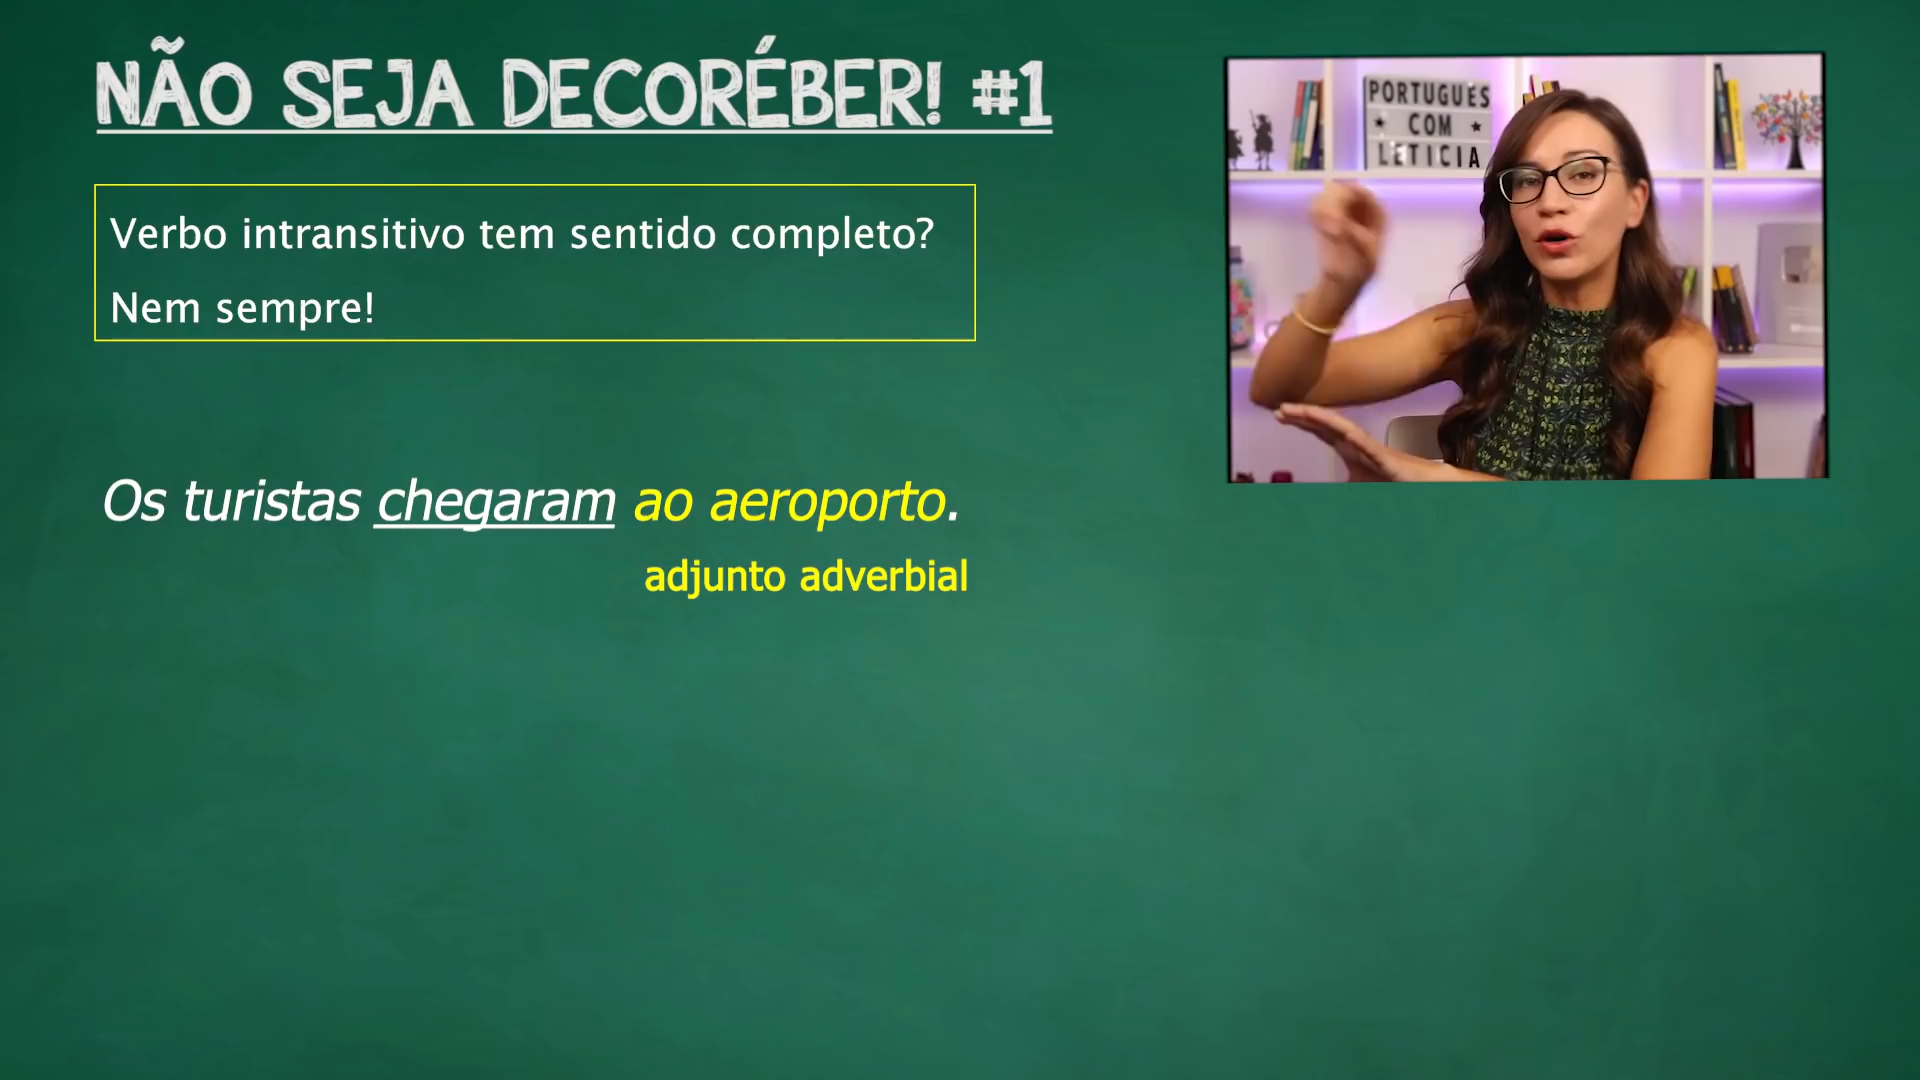 NÃO SEJA DECORÉBER! #1
Verbo intransitivo tem sentido completo?
Nem sempre!
Os turistas chegaram ao aeroporto.
adjunto adverbial
PORTUGUÊS
COM
LETICIA